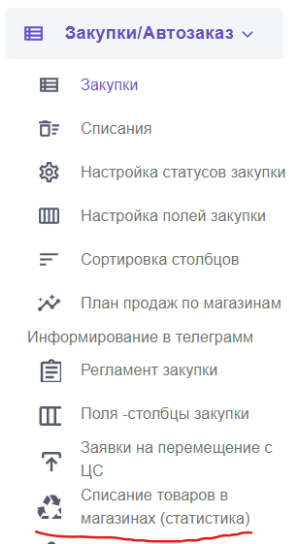 Закупки/Автозаказ
Закупки
Списания
Настройка статусов закупки
Настройка полей закупки
Сортировка столбцов
План продаж по магазинам
Информирование в телеграмм
Регламент закупки
Поля -столбцы закупки
Заявки на перемещение с
ЦС
Списание товаров в
магазинах (статистика)